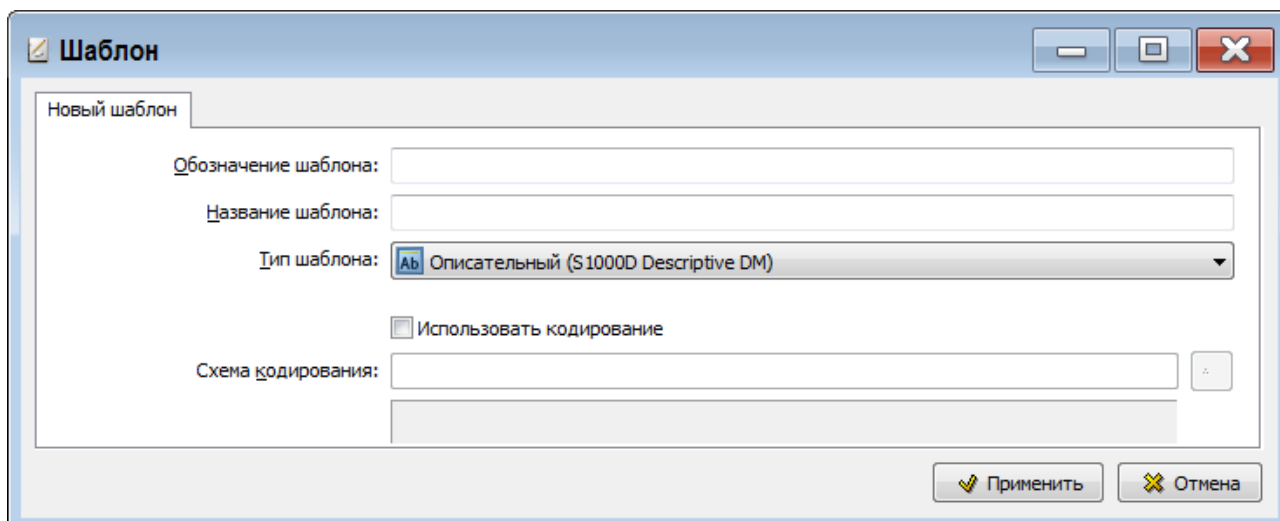 Шаблон
Новый шаблон
Обозначение шаблона:
Название шаблона:
Тип шаблона: Ab Описательный (S1000D Descriptive DM)
Использовать кодирование
Схема кодирования:
Применить Отмена